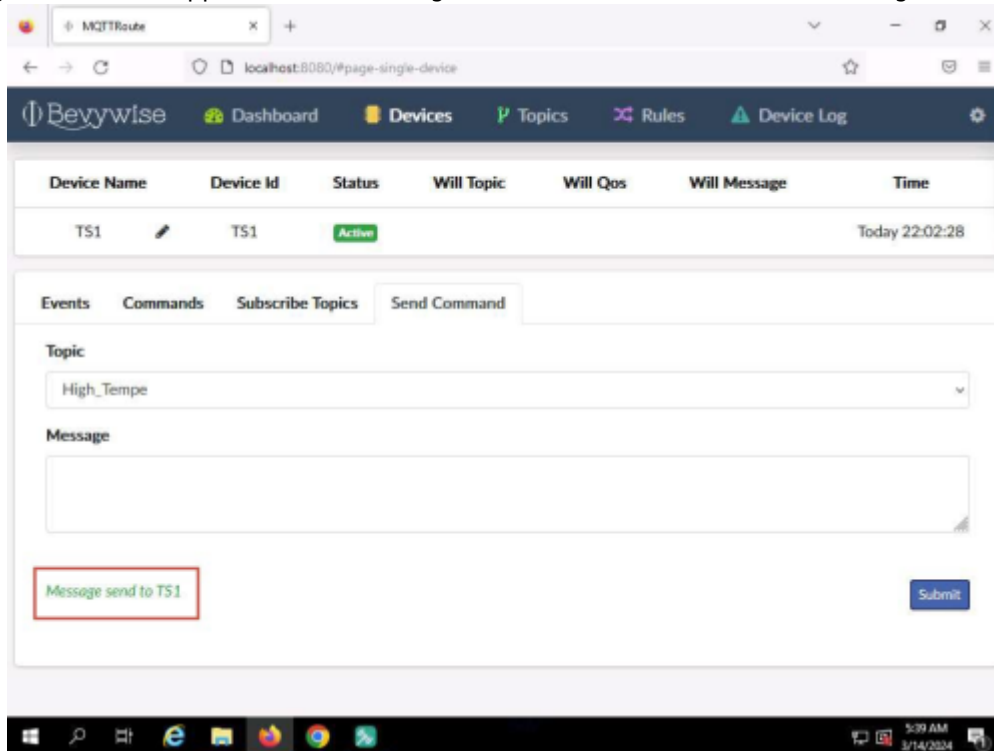 MQTTRoute
localhost:8080/#page-single-device
Bevywise Dashboard Devices Topics Rules Device Log
Device Name Device Id Status Will Topic Will Qos Will Message Time
TS1 TS1 Active Today 22:02:28
Events Commands Subscribe Topics Send Command
Topic
High_Tempe
Message
Message send to TS1
Submit
5:39 AM
3/14/2024